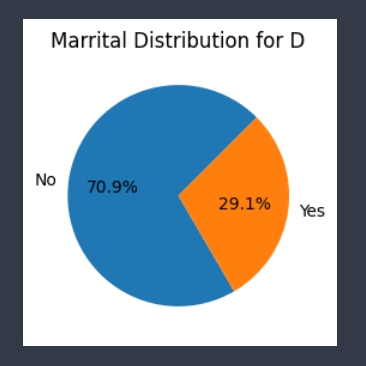 Marrital Distribution for D
No
70.9%
29.1%
Yes